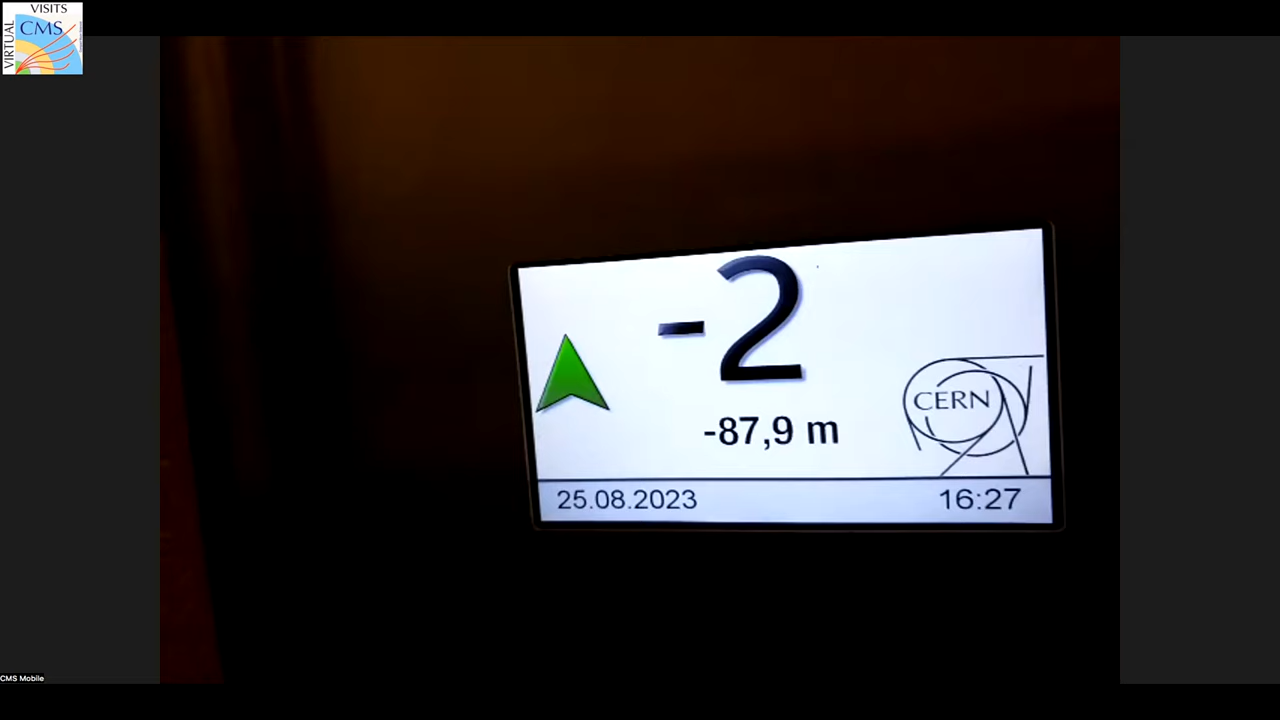 VISITS
CMS
VIRTUAL
-2
-87,9 m
CERN
25.08.2023
16:27
CMS Mobile